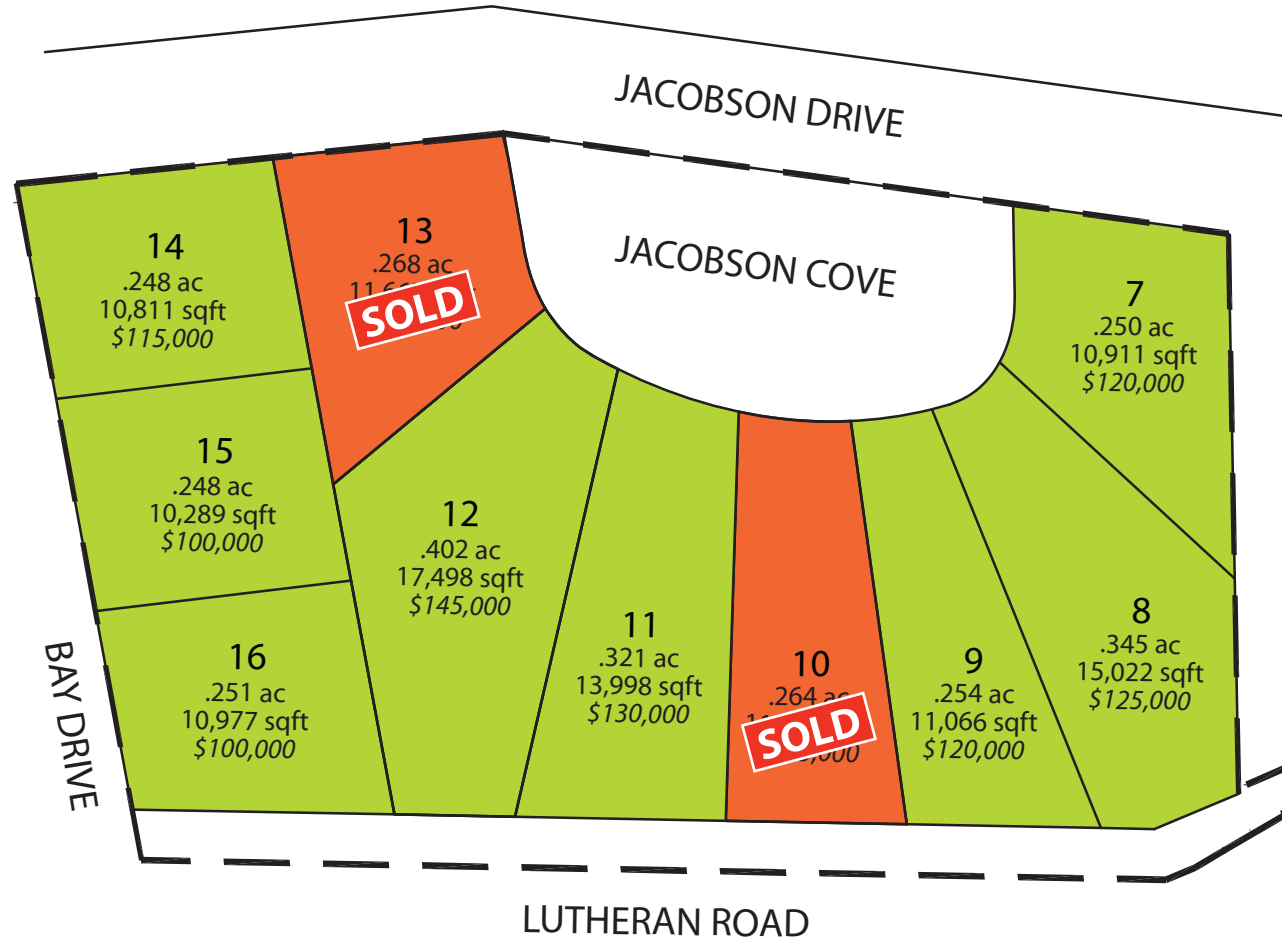 JACOBSON DRIVE
JACOBSON COVE
14
.248 ac
10,811 sqft
$115,000
13
.268 ac
SOLD
7
.250 ac
10,911 sqft
$120,000
15
.248 ac
10,289 sqft
$100,000
12
.402 ac
17,498 sqft
$145,000
16
.251 ac
10,977 sqft
$100,000
11
.321 ac
13,998 sqft
$130,000
10
.264 ac
SOLD
9
.254 ac
11,066 sqft
$120,000
8
.345 ac
15,022 sqft
$125,000
BAY DRIVE
LUTHERAN ROAD